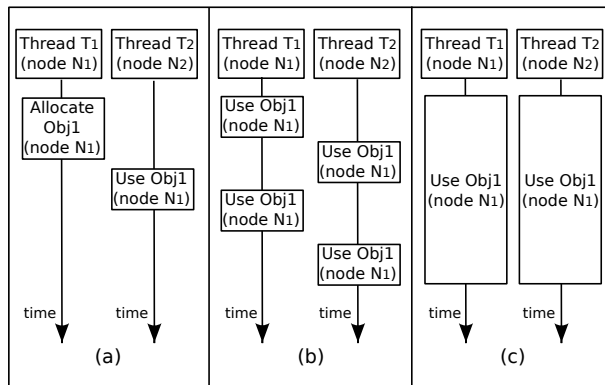 Thread T1
(node N1)
Thread T2
(node N2)
Allocate
Obj1
(node N1)
Use Obj1
(node N1)
time
time
(a)
Thread T1
(node N1)
Thread T2
(node N2)
Use Obj1
(node N1)
Use Obj1
(node N1)
Use Obj1
(node N1)
Use Obj1
(node N1)
time
time
(b)
Thread T1
(node N1)
Thread T2
(node N2)
Use Obj1
(node N1)
Use Obj1
(node N1)
time
time
(c)